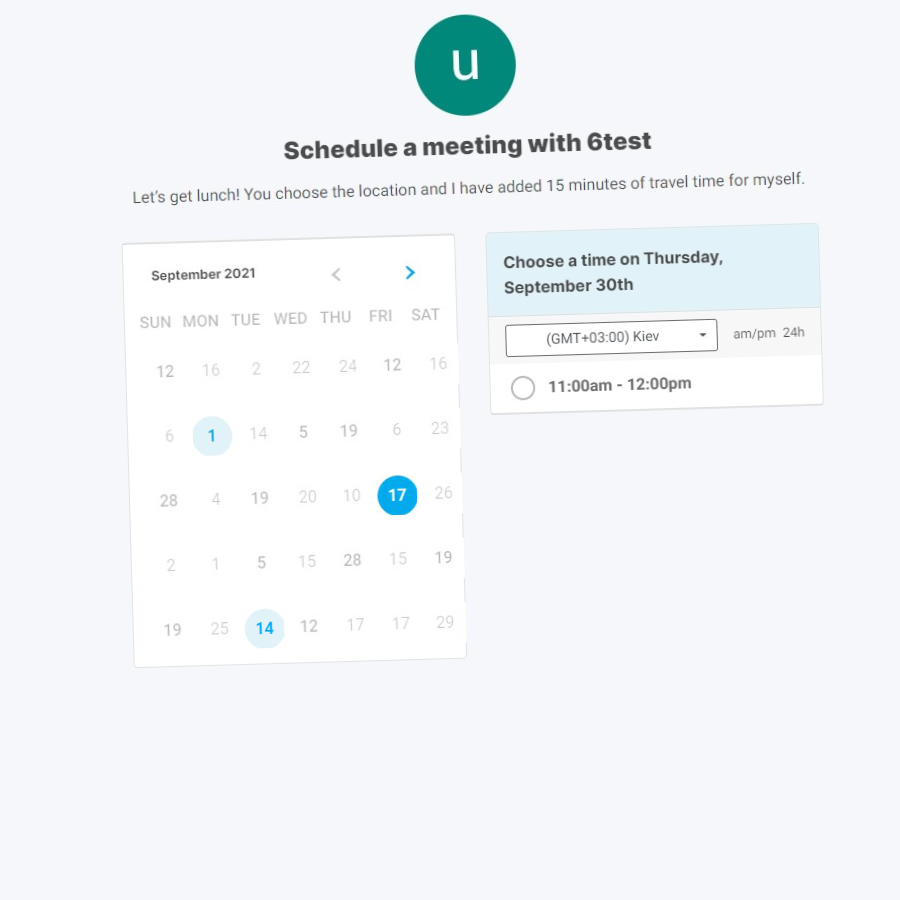 u
Schedule a meeting with 6test
Let's get lunch! You choose the location and I have added 15 minutes of travel time for myself.
September 2021
SUN MON TUE WED THU FRI SAT
12 16 2 22 24 12 16
6 1 14 5 19 6 23
28 4 19 20 10 17 26
2 1 5 15 28 15 19
19 25 14 12 17 17 29
Choose a time on Thursday,
September 30th
(GMT+03:00) Kiev am/pm 24h
11:00am - 12:00pm